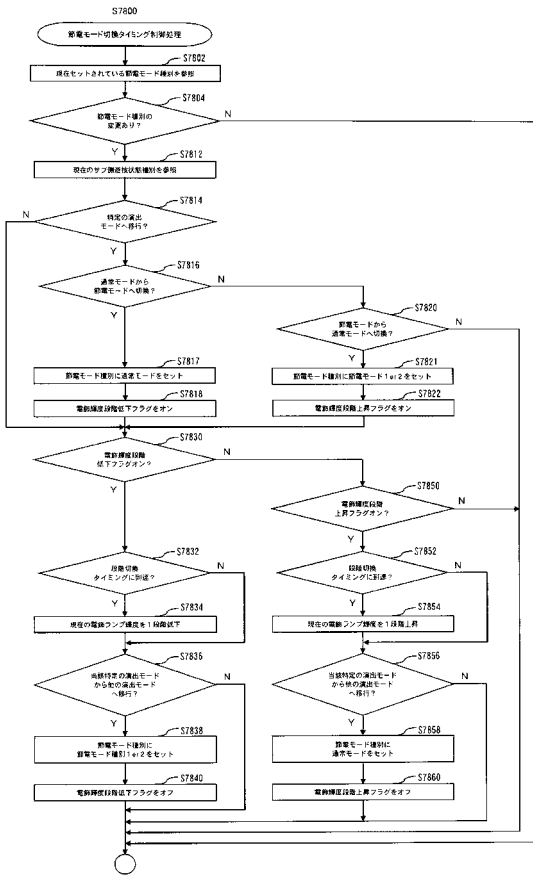 S7800
節電モード切換タイミング制御処理
S7802
現在セットされている節電モード種別を参照
S7804
節電モード種別の
変更あり?
N
Y
S7812
現在のサブ側遊技状態種別を参照
S7814
特定の演出
モードへ移行?
N
Y
S7816
通常モードから
節電モードへ切換?
N
Y
S7820
節電モードから
通常モードへ切換?
N
Y
S7817
節電モード種別に通常モードをセット
S7821
節電モード種別に節電モード1or2をセット
S7818
電飾輝度段階低下フラグをオン
S7822
電飾輝度段階上昇フラグをオン
S7830
電飾輝度段階
低下フラグオン?
N
Y
S7850
電飾輝度段階
上昇フラグオン?
N
Y
S7832
段階切換
タイミングに到達?
N
Y
S7852
段階切換
タイミングに到達?
N
Y
S7834
現在の電飾ランプ輝度を1段階低下
S7854
現在の電飾ランプ輝度を1段階上昇
S7836
当該特定の演出モード
から他の演出モード
へ移行?
N
Y
S7856
当該特定の演出モード
から他の演出モード
へ移行?
N
Y
S7838
節電モード種別に
節電モード種別1or2をセット
S7858
節電モード種別に
通常モードをセット
S7840
電飾輝度段階低下フラグをオフ
S7860
電飾輝度段階上昇フラグをオフ